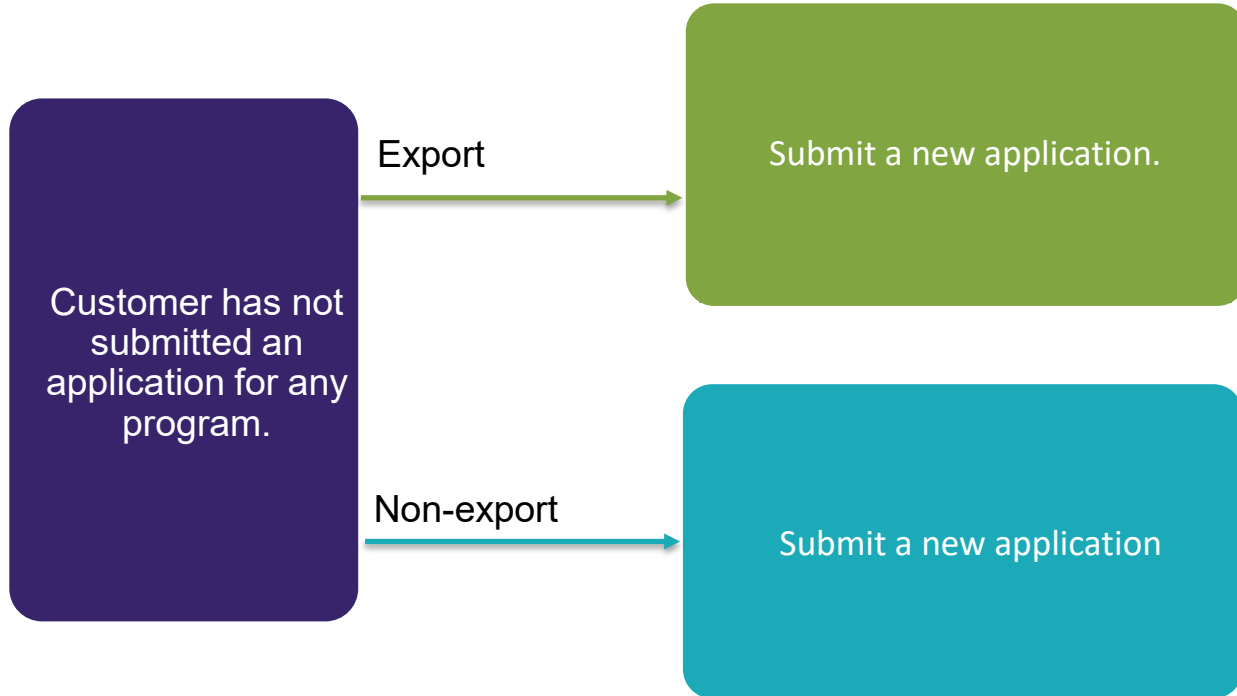 Customer has not
submitted an
application for any
program.
Export
Submit a new application.
Non-export
Submit a new application